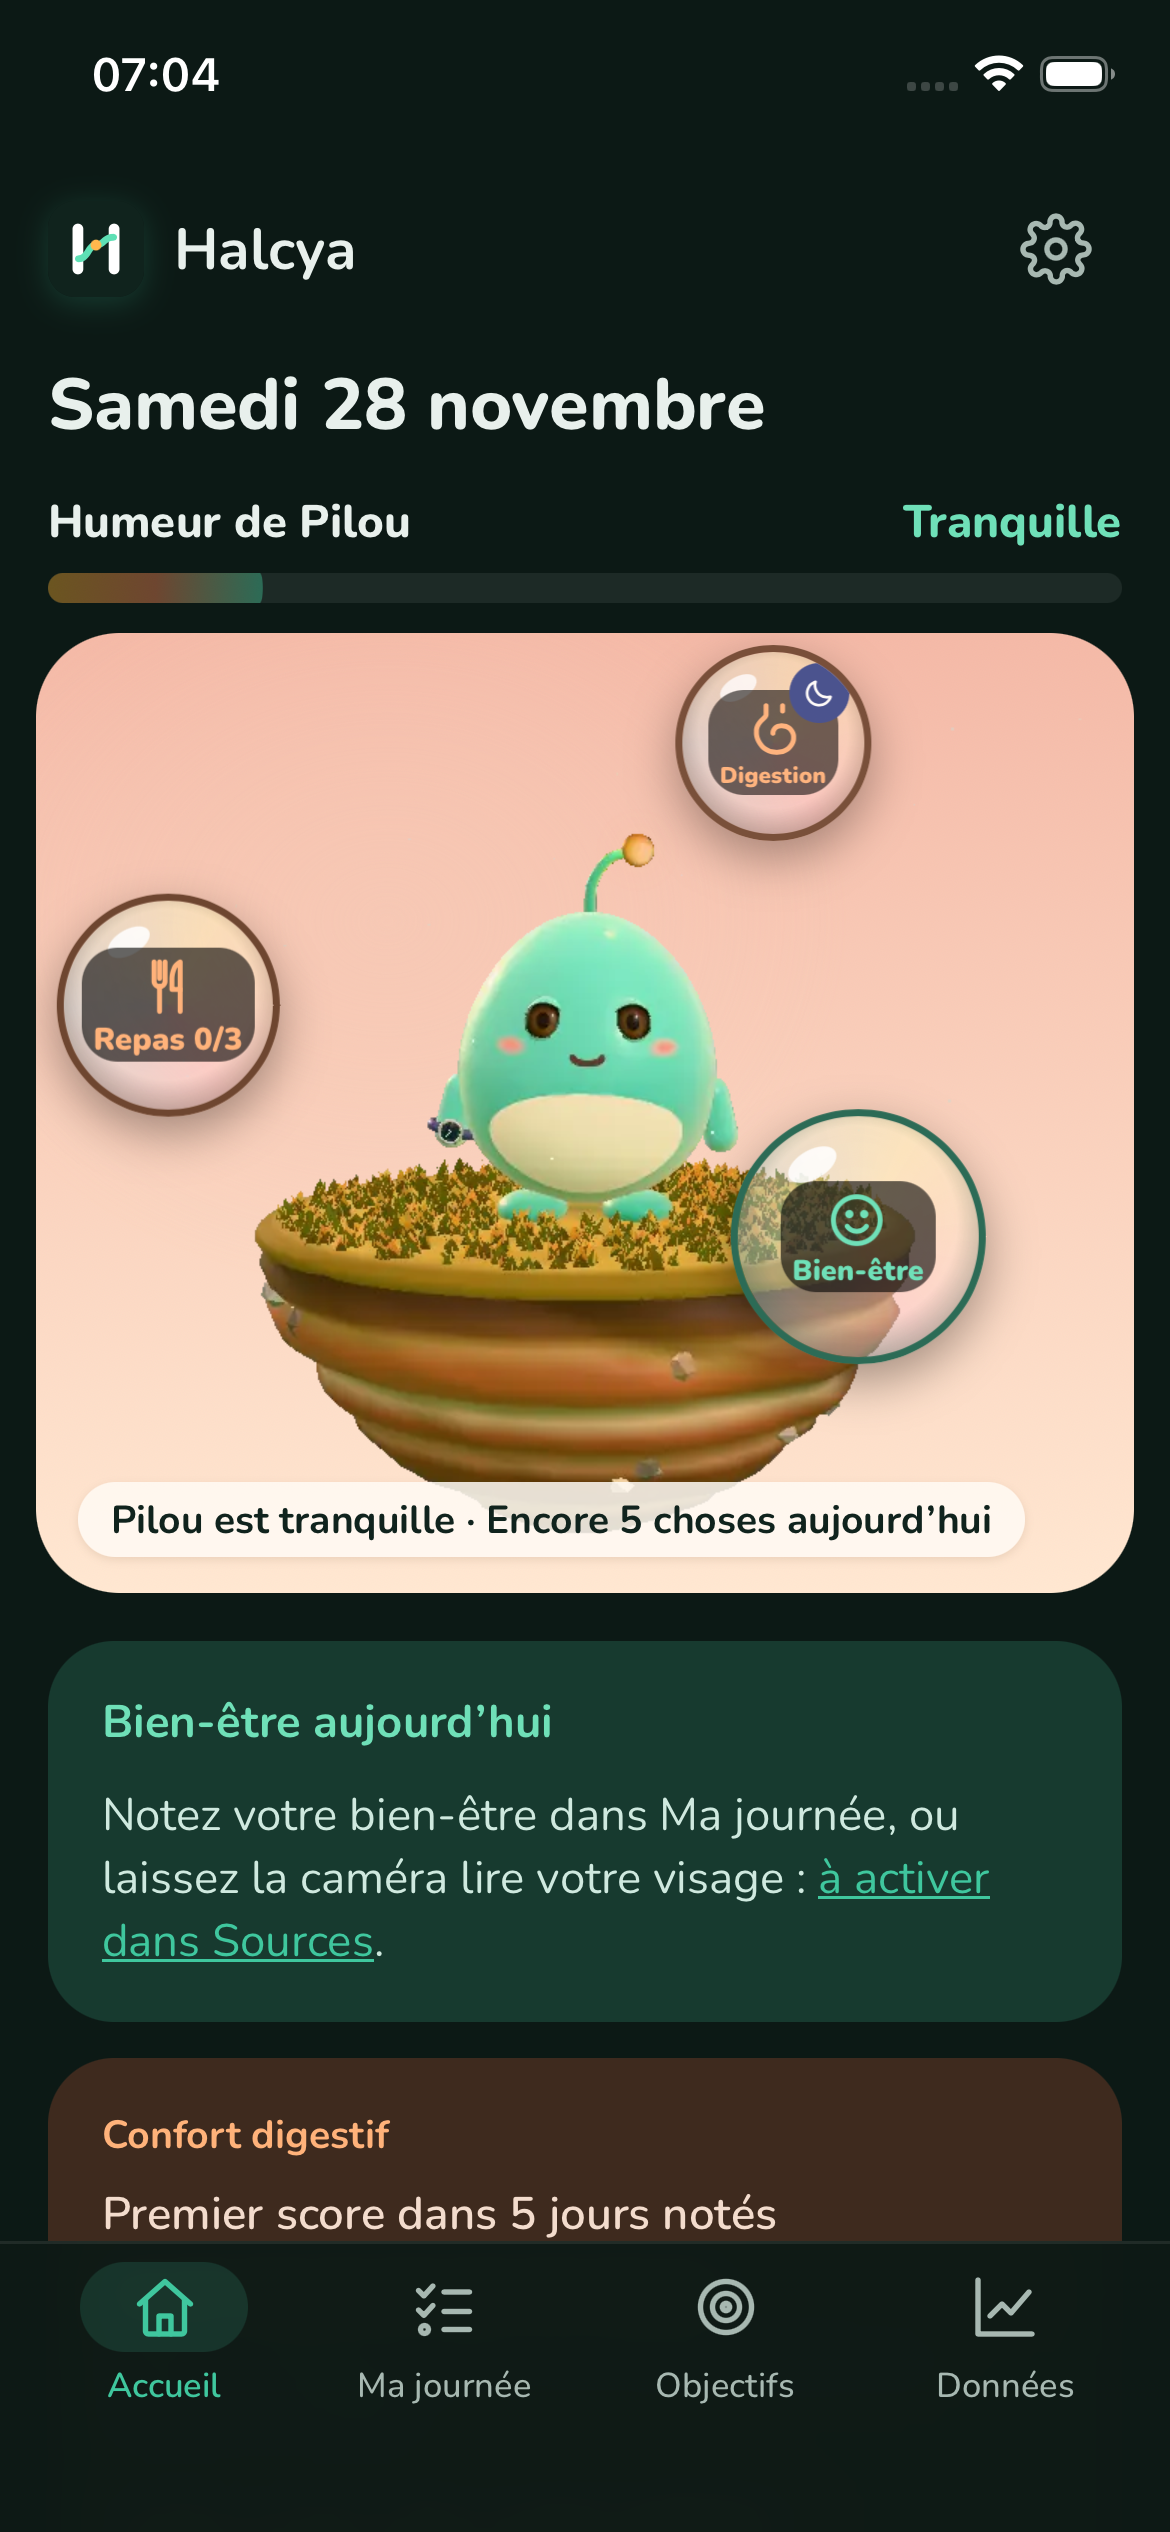 07:04
Halcya
Samedi 28 novembre
Humeur de Pilou
Tranquille
Digestion
Repas 0/3
Bien-être
Pilou est tranquille · Encore 5 choses aujourd’hui
Bien-être aujourd’hui
Notez votre bien-être dans Ma journée, ou
laissez la caméra lire votre visage : à activer
dans Sources.
Confort digestif
Premier score dans 5 jours notés
Accueil
Ma journée
Objectifs
Données